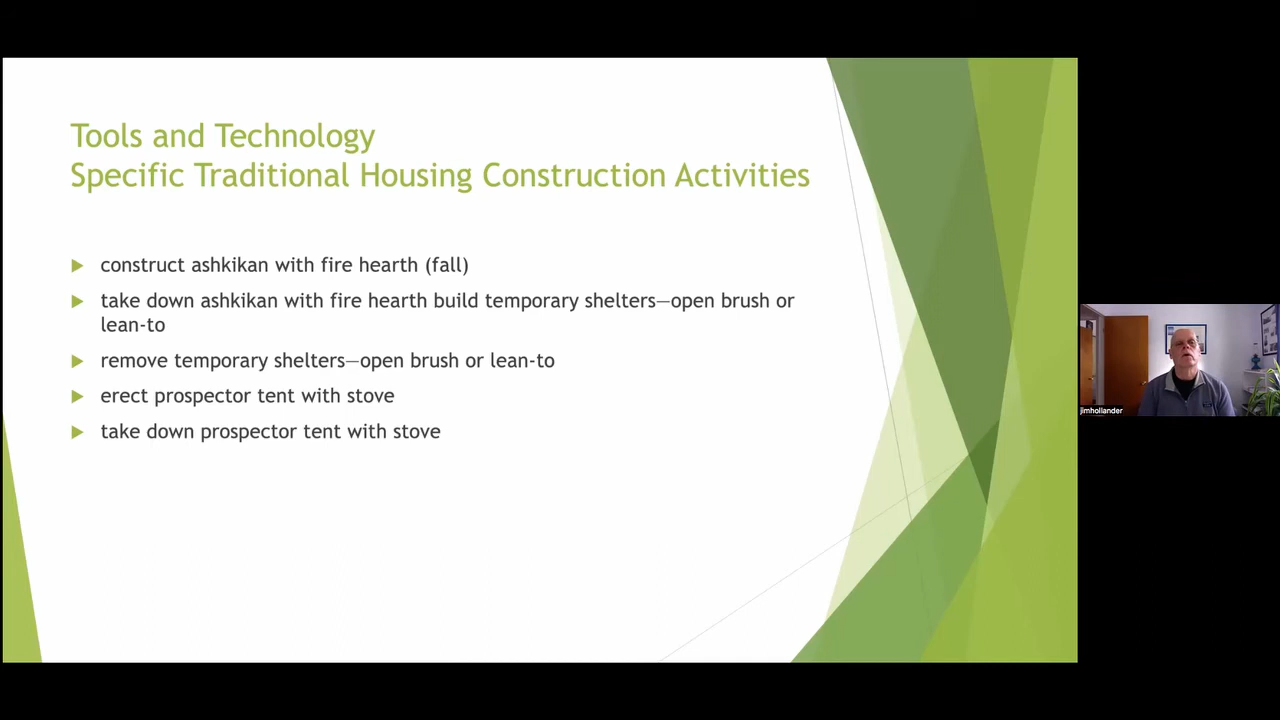 Tools and Technology
Specific Traditional Housing Construction Activities
construct ashkikan with fire hearth (fall)
take down ashkikan with fire hearth build temporary shelters—open brush or
lean-to
remove temporary shelters—open brush or lean-to
erect prospector tent with stove
take down prospector tent with stove
jimhollander